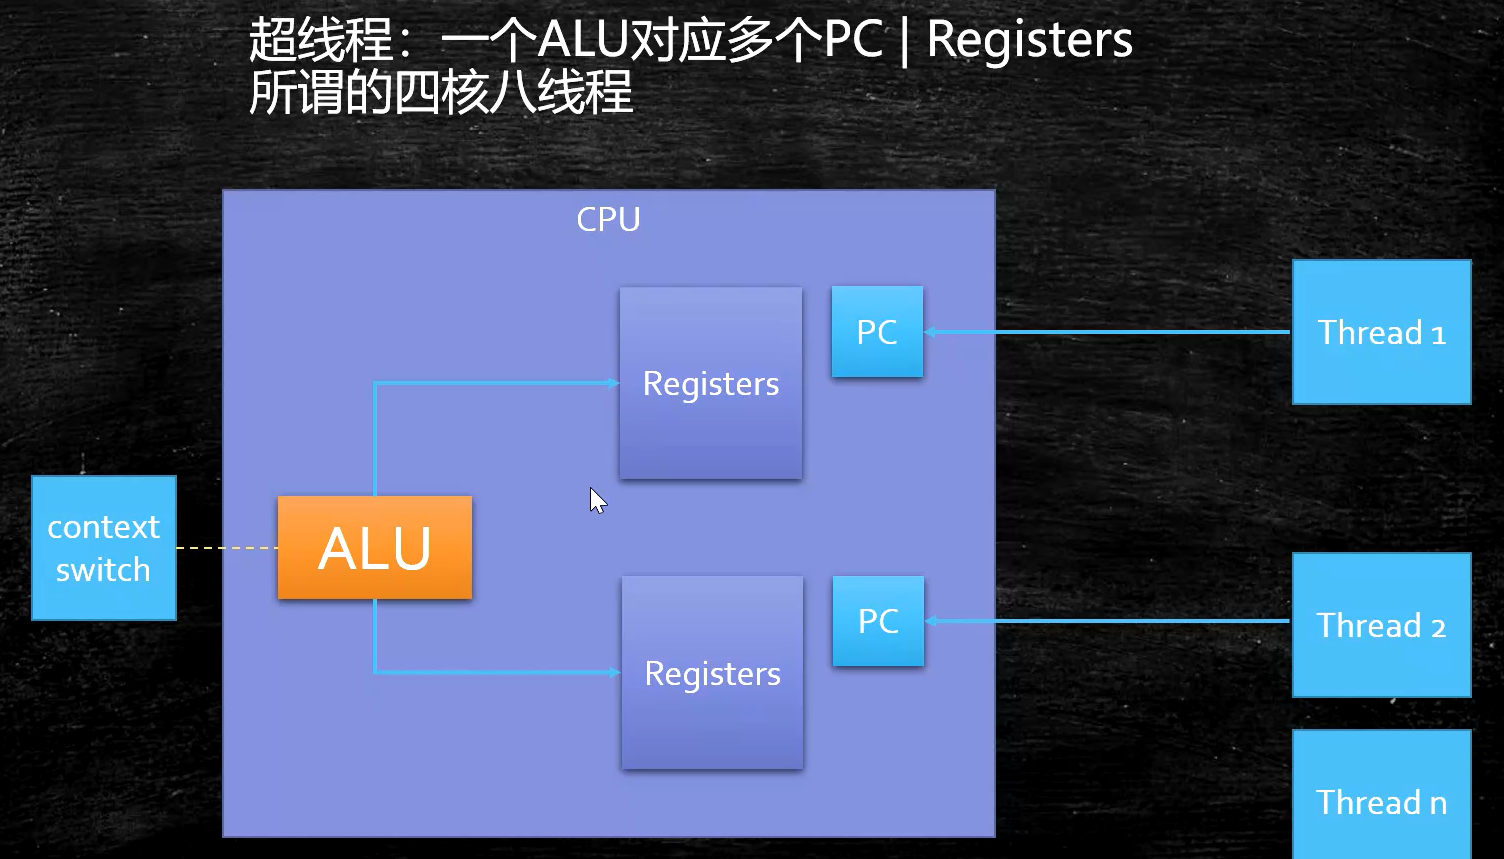 超线程：一个ALU对应多个PC | Registers
所谓的四核八线程
CPU
Registers
PC
Thread 1
context
switch
ALU
Registers
PC
Thread 2
Thread n